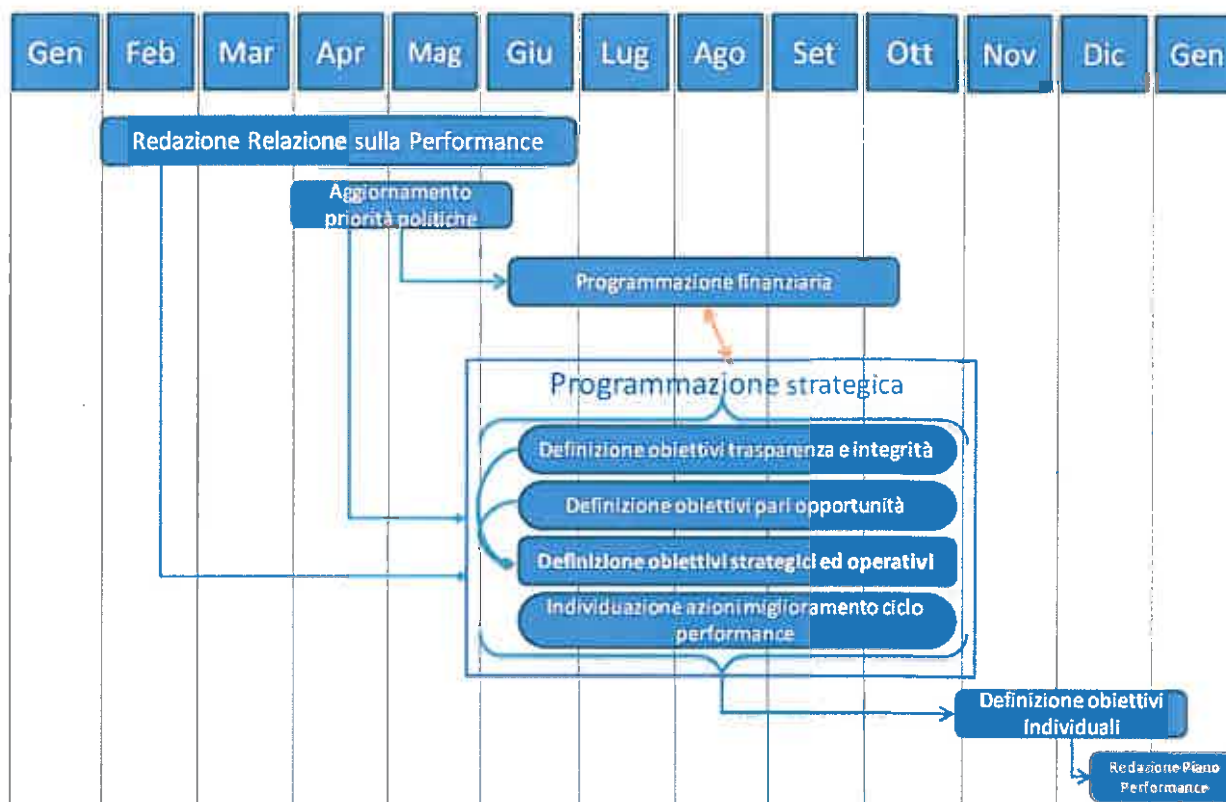 Gen Feb Mar Apr Mag Giu Lug Ago Set Ott Nov Dic Gen
Redazione Relazione sulla Performance
Aggiornamento
priorità politiche
Programmazione finanziaria
Programmazione strategica
Definizione obiettivi trasparenza e integrità
Definizione obiettivi pari opportunità
Definizione obiettivi strategici ed operativi
Individuazione azioni miglioramento ciclo
performance
Definizione obiettivi
Individuali
Redazione Piano
Performance